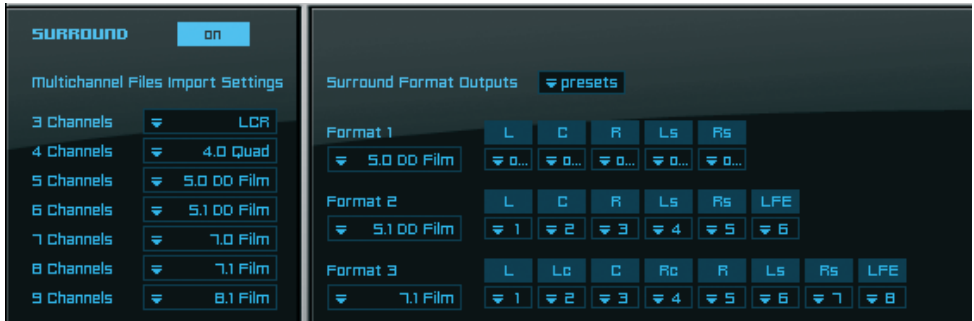 SURROUND on
Multichannel Files Import Settings
3 Channels LCR
4 Channels 4.0 Quad
5 Channels 5.0 DD Film
6 Channels 5.1 DD Film
7 Channels 7.0 Film
8 Channels 7.1 Film
9 Channels 8.1 Film
Surround Format Outputs presets
Format 1 L C R Ls Rs
5.0 DD Film o... o... o... o... o...
Format 2 L C R Ls Rs LFE
5.1 DD Film 1 2 3 4 5 6
Format 3 L Lc C Rc R Ls Rs LFE
7.1 Film 1 2 3 4 5 6 7 8